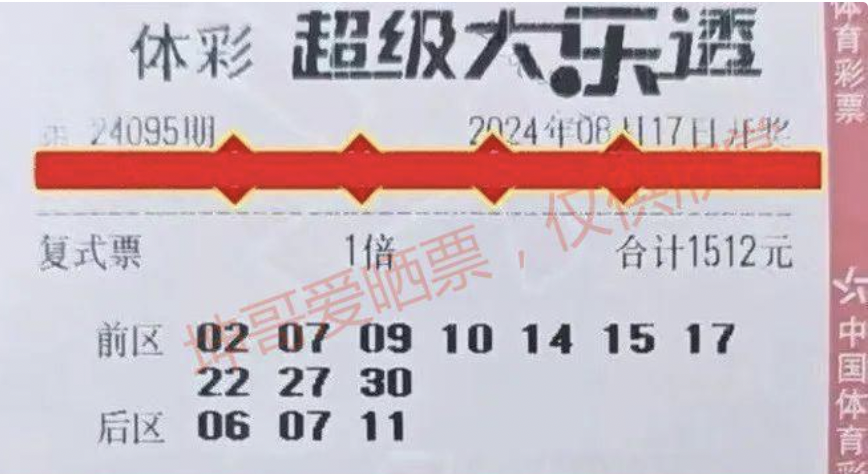 体彩 超级大乐透
第 24095期 2024年08月17日开奖
复式票 1倍 合计1512元
前区 02 07 09 10 14 15 17
22 27 30
后区 06 07 11
坤哥爱晒票，仅供欣赏
体育彩票
中国体育彩